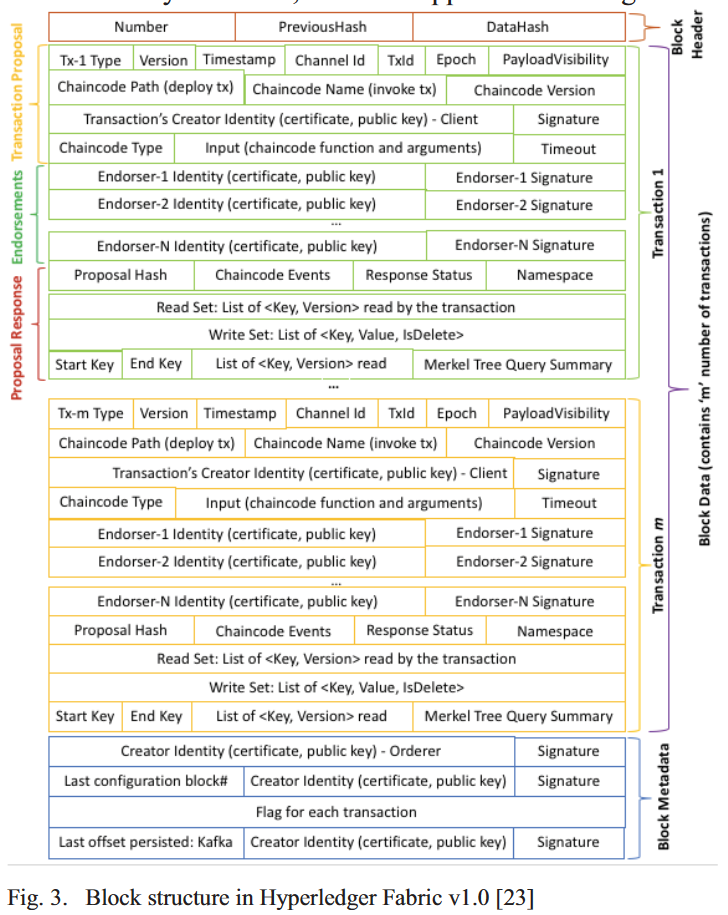 Number PreviousHash DataHash
Block Header
Transaction Proposal
Tx-1 Type Version Timestamp Channel Id TxId Epoch PayloadVisibility
Chaincode Path (deploy tx) Chaincode Name (invoke tx) Chaincode Version
Transaction's Creator Identity (certificate, public key) - Client Signature
Chaincode Type Input (chaincode function and arguments) Timeout
Endorsements
Endorser-1 Identity (certificate, public key) Endorser-1 Signature
Endorser-2 Identity (certificate, public key) Endorser-2 Signature
...
Endorser-N Identity (certificate, public key) Endorser-N Signature
Proposal Response
Proposal Hash Chaincode Events Response Status Namespace
Read Set: List of <Key, Version> read by the transaction
Write Set: List of <Key, Value, IsDelete>
Start Key End Key List of <Key, Version> read Merkel Tree Query Summary
Transaction 1
...
Tx-m Type Version Timestamp Channel Id TxId Epoch PayloadVisibility
Chaincode Path (deploy tx) Chaincode Name (invoke tx) Chaincode Version
Transaction's Creator Identity (certificate, public key) - Client Signature
Chaincode Type Input (chaincode function and arguments) Timeout
Endorser-1 Identity (certificate, public key) Endorser-1 Signature
Endorser-2 Identity (certificate, public key) Endorser-2 Signature
...
Endorser-N Identity (certificate, public key) Endorser-N Signature
Proposal Hash Chaincode Events Response Status Namespace
Read Set: List of <Key, Version> read by the transaction
Write Set: List of <Key, Value, IsDelete>
Start Key End Key List of <Key, Version> read Merkel Tree Query Summary
Transaction m
Block Data (contains 'm' number of transactions)
Creator Identity (certificate, public key) - Orderer Signature
Last configuration block# Creator Identity (certificate, public key) Signature
Flag for each transaction
Last offset persisted: Kafka Creator Identity (certificate, public key) Signature
Block Metadata
Fig. 3. Block structure in Hyperledger Fabric v1.0 [23]